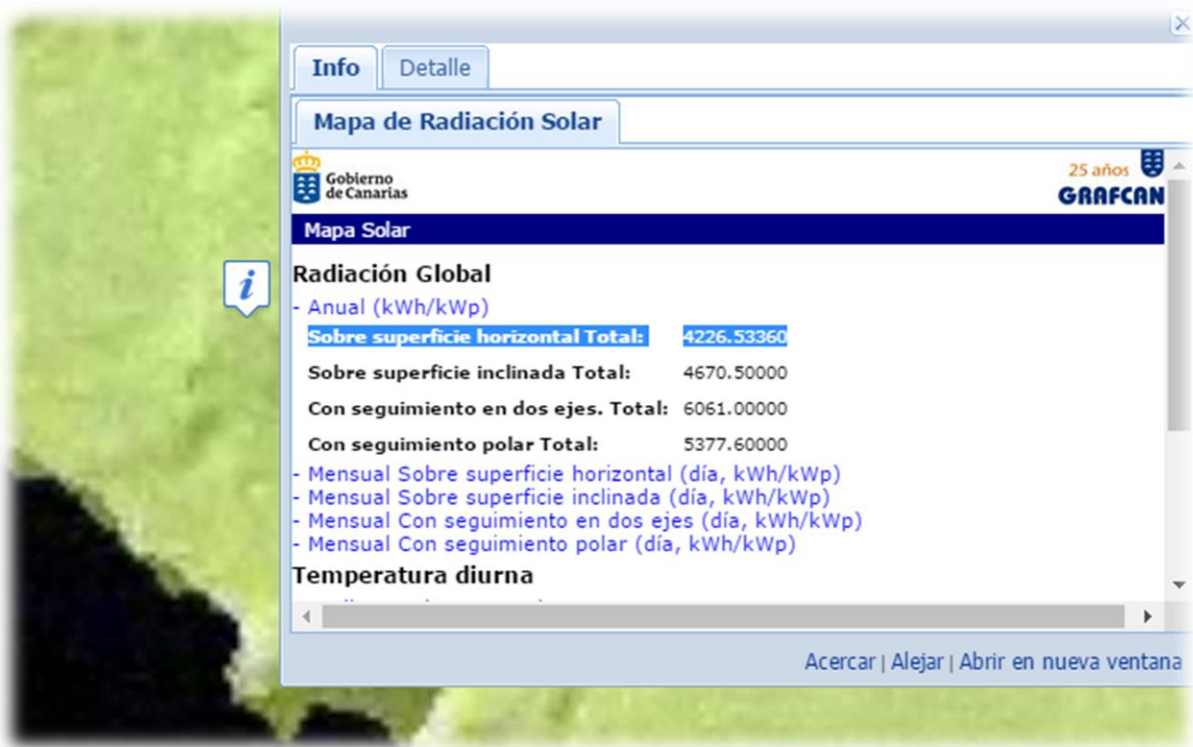 Info Detalle
Mapa de Radiación Solar
Gobierno
de Canarias
25 años
GRAFCAN
Mapa Solar
Radiación Global
- Anual (kWh/kWp)
Sobre superficie horizontal Total: 4226.53360
Sobre superficie inclinada Total: 4670.50000
Con seguimiento en dos ejes. Total: 6061.00000
Con seguimiento polar Total: 5377.60000
- Mensual Sobre superficie horizontal (día, kWh/kWp)
- Mensual Sobre superficie inclinada (día, kWh/kWp)
- Mensual Con seguimiento en dos ejes (día, kWh/kWp)
- Mensual Con seguimiento polar (día, kWh/kWp)
Temperatura diurna
Acercar | Alejar | Abrir en nueva ventana